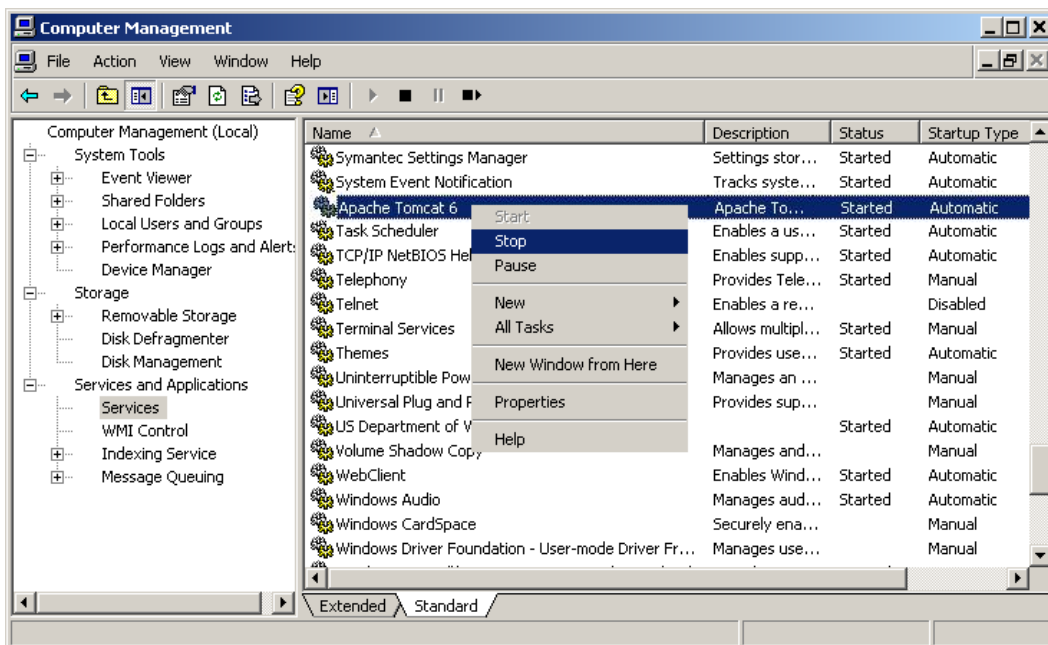 Computer Management
File Action View Window Help
Computer Management (Local)
System Tools
Event Viewer
Shared Folders
Local Users and Groups
Performance Logs and Alert
Device Manager
Storage
Removable Storage
Disk Defragmenter
Disk Management
Services and Applications
Services
WMI Control
Indexing Service
Message Queuing
Name Description Status Startup Type
Symantec Settings Manager Settings stor... Started Automatic
System Event Notification Tracks syste... Started Automatic
Apache Tomcat 6 Apache To... Started Automatic
Task Scheduler Enables a us... Started Automatic
TCP/IP NetBIOS Hel Enables supp... Started Automatic
Telephony Provides Tele... Started Manual
Telnet Enables a re... Disabled
Terminal Services Allows multipl... Started Manual
Themes Provides use... Started Automatic
Uninterruptible Pow Manages an ... Manual
Universal Plug and P Provides sup... Manual
US Department of V Started Automatic
Volume Shadow Copy Manages and... Manual
WebClient Enables Wind... Started Automatic
Windows Audio Manages aud... Started Automatic
Windows CardSpace Securely ena... Manual
Windows Driver Foundation - User-mode Driver Fr... Manages use... Manual
Start
Stop
Pause
New
All Tasks
New Window from Here
Properties
Help
Extended Standard